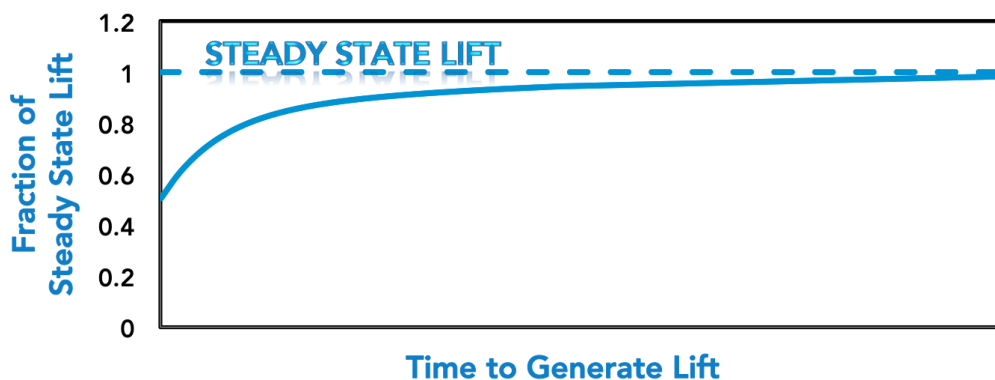 1.2
STEADY STATE LIFT
1
0.8
0.6
0.4
0.2
0
Fraction of
Steady State Lift
Time to Generate Lift